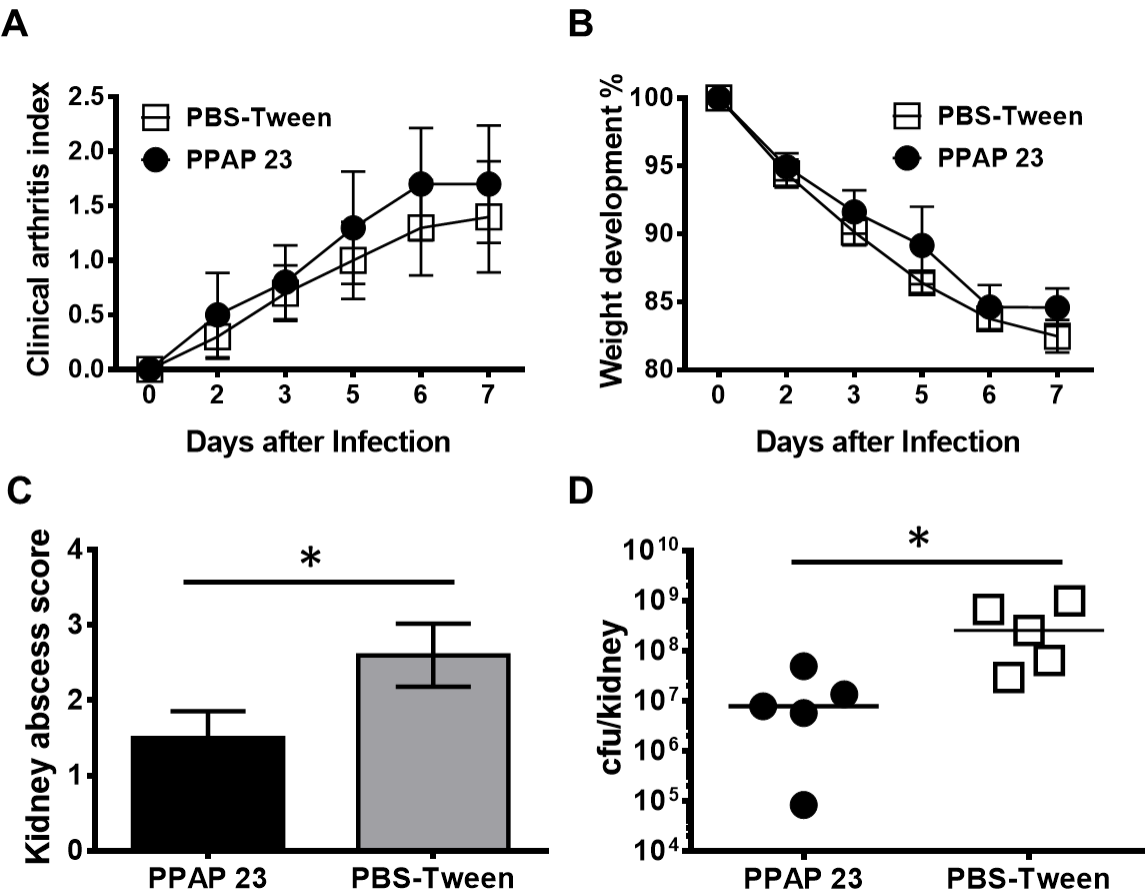 A
Clinical arthritis index
2.5
2.0
1.5
1.0
0.5
0.0
PBS-Tween
PPAP 23
0 2 3 5 6 7
Days after Infection
B
Weight development %
100
95
90
85
80
PBS-Tween
PPAP 23
0 2 3 5 6 7
Days after Infection
C
Kidney abscess score
4
3
2
1
0
*
PPAP 23 PBS-Tween
D
cfu/kidney
10¹⁰
10⁹
10⁸
10⁷
10⁶
10⁵
10⁴
*
PPAP 23 PBS-Tween